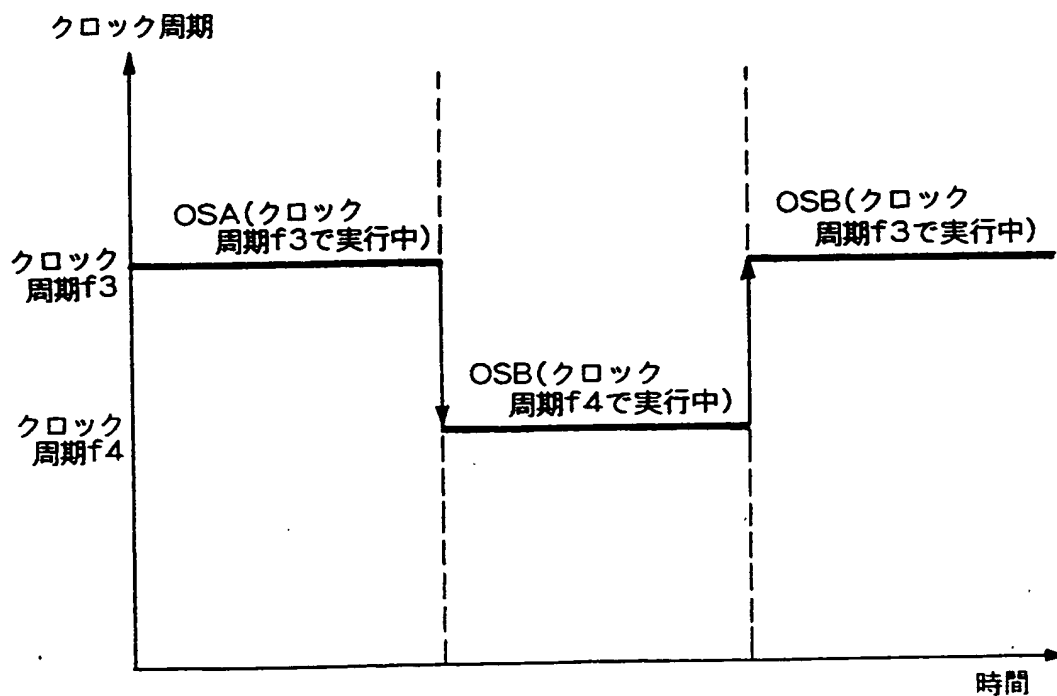 クロック周期
OSA(クロック
周期f3で実行中)
OSB(クロック
周期f3で実行中)
クロック
周期f3
OSB(クロック
周期f4で実行中)
クロック
周期f4
時間